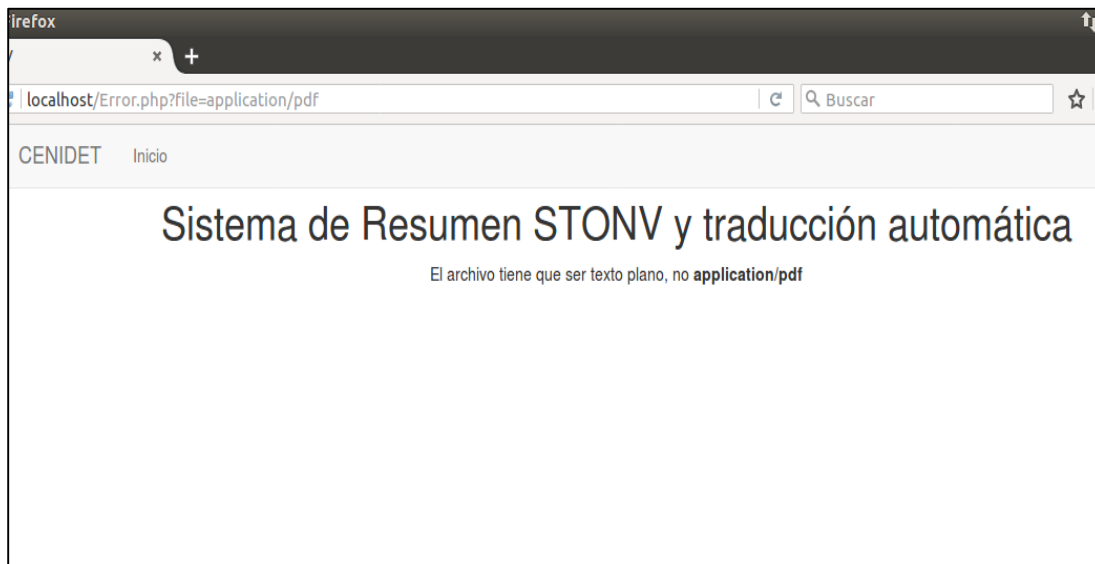 Firefox
localhost/Error.php?file=application/pdf
Buscar
CENIDET Inicio
Sistema de Resumen STONV y traducción automática
El archivo tiene que ser texto plano, no application/pdf